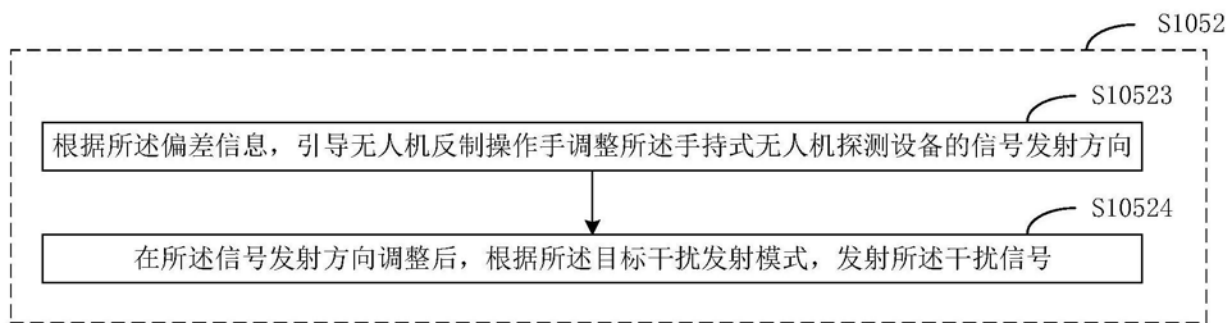 S1052
S10523
根据所述偏差信息，引导无人机反制操作手调整所述手持式无人机探测设备的信号发射方向
S10524
在所述信号发射方向调整后，根据所述目标干扰发射模式，发射所述干扰信号